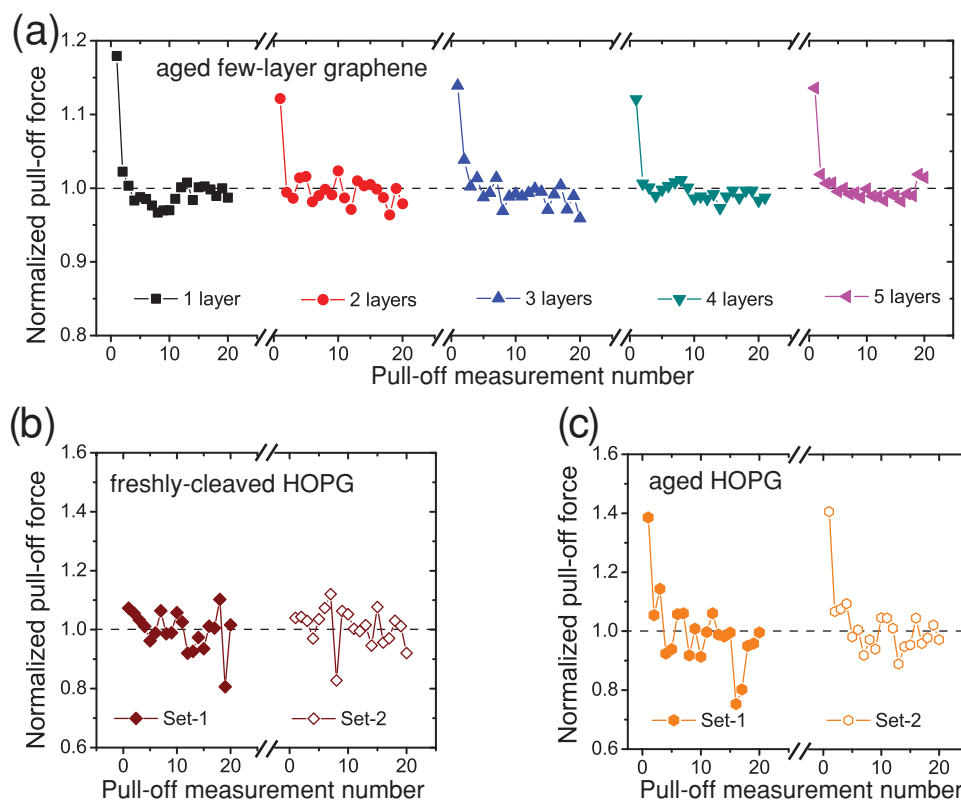 (a)
Normalized pull-off force
1.2
1.1
1.0
0.9
0.8
aged few-layer graphene
1 layer
2 layers
3 layers
4 layers
5 layers
0 10 20 0 10 20 0 10 20 0 10 20 0 10 20
Pull-off measurement number
(b)
Normalized pull-off force
1.6
1.4
1.2
1.0
0.8
0.6
freshly-cleaved HOPG
Set-1
Set-2
0 10 20 0 10 20
Pull-off measurement number
(c)
Normalized pull-off force
1.6
1.4
1.2
1.0
0.8
0.6
aged HOPG
Set-1
Set-2
0 10 20 0 10 20
Pull-off measurement number